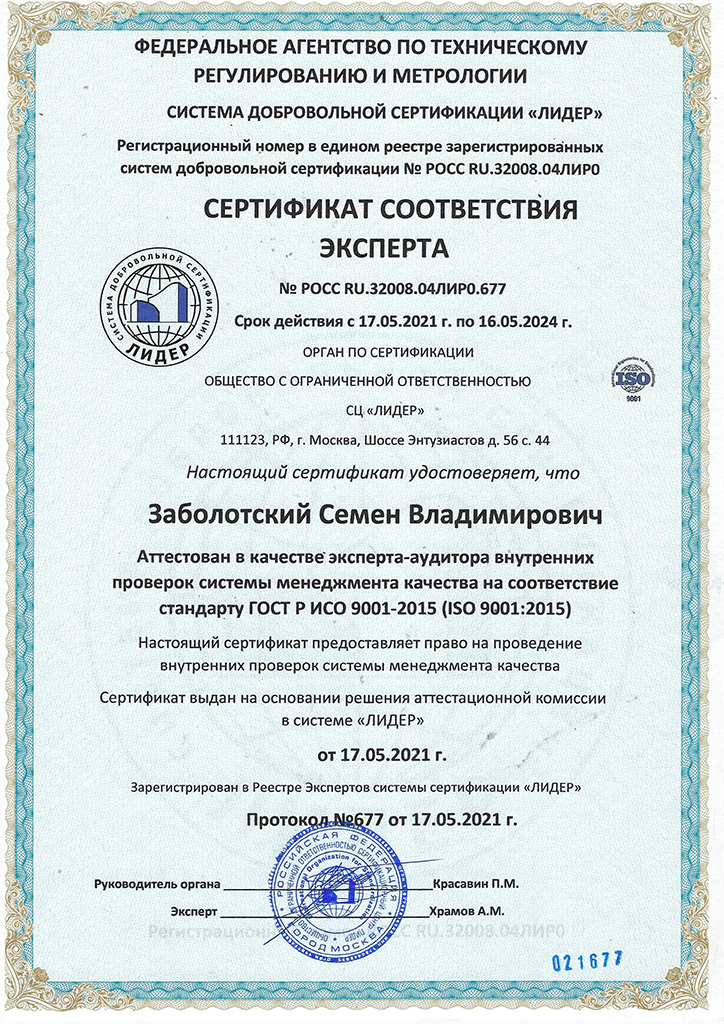 ФЕДЕРАЛЬНОЕ АГЕНТСТВО ПО ТЕХНИЧЕСКОМУ
РЕГУЛИРОВАНИЮ И МЕТРОЛОГИИ
СИСТЕМА ДОБРОВОЛЬНОЙ СЕРТИФИКАЦИИ «ЛИДЕР»
Регистрационный номер в едином реестре зарегистрированных
систем добровольной сертификации № РОСС RU.32008.04ЛИР0
СЕРТИФИКАТ СООТВЕТСТВИЯ
ЭКСПЕРТА
СИСТЕМА ДОБРОВОЛЬНОЙ СЕРТИФИКАЦИИ
ЛИДЕР
№ РОСС RU.32008.04ЛИР0.677
Срок действия с 17.05.2021 г. по 16.05.2024 г.
ОРГАН ПО СЕРТИФИКАЦИИ
ОБЩЕСТВО С ОГРАНИЧЕННОЙ ОТВЕТСТВЕННОСТЬЮ
ISO
9001
СЦ «ЛИДЕР»
111123, РФ, г. Москва, Шоссе Энтузиастов д. 56 с. 44
Настоящий сертификат удостоверяет, что
Заболотский Семен Владимирович
Аттестован в качестве эксперта-аудитора внутренних
проверок системы менеджмента качества на соответствие
стандарту ГОСТ Р ИСО 9001-2015 (ISO 9001:2015)
Настоящий сертификат предоставляет право на проведение
внутренних проверок системы менеджмента качества
Сертификат выдан на основании решения аттестационной комиссии
в системе «ЛИДЕР»
от 17.05.2021 г.
Зарегистрирован в Реестре Экспертов системы сертификации «ЛИДЕР»
Протокол №677 от 17.05.2021 г.
РОССИЙСКАЯ ФЕДЕРАЦИЯ
ГОРОД МОСКВА
Руководитель органа Красавин П.М.
Эксперт Храмов А.М.
021677